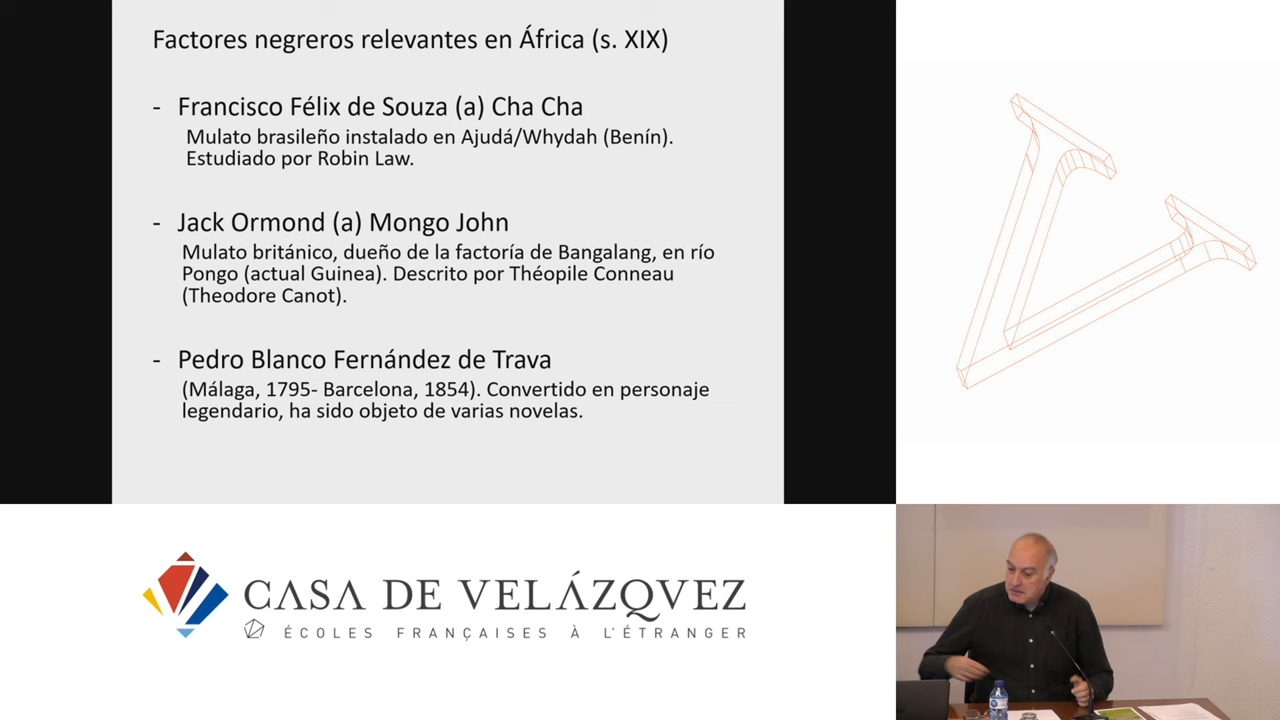 Factores negreros relevantes en África (s. XIX)
- Francisco Félix de Souza (a) Cha Cha
Mulato brasileño instalado en Ajudá/Whydah (Benín).
Estudiado por Robin Law.
- Jack Ormond (a) Mongo John
Mulato británico, dueño de la factoría de Bangalang, en río
Pongo (actual Guinea). Descrito por Théopile Conneau
(Theodore Canot).
- Pedro Blanco Fernández de Trava
(Málaga, 1795- Barcelona, 1854). Convertido en personaje
legendario, ha sido objeto de varias novelas.
CASA DE VELÁZQVEZ
ÉCOLES FRANÇAISES À L'ÉTRANGER